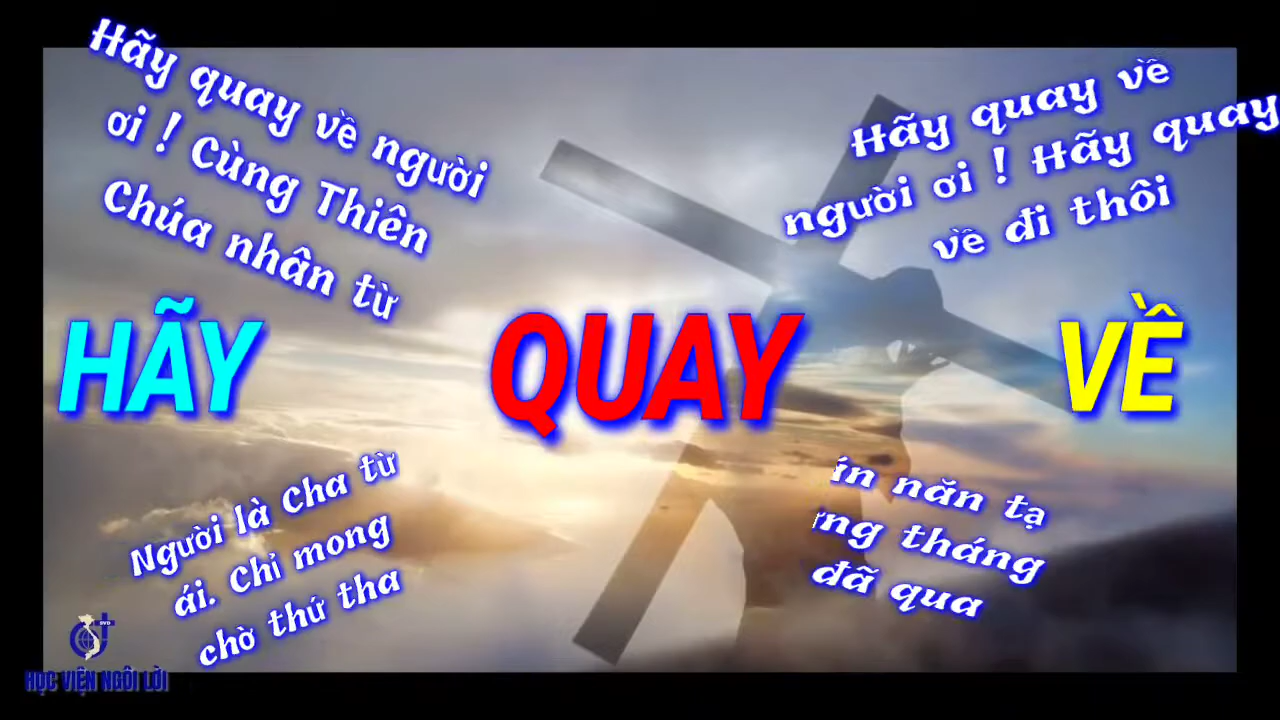 Hãy quay về người
ơi ! Cùng Thiên
Chúa nhân từ
Hãy quay về
người ơi ! Hãy quay
về đi thôi
HÃY QUAY VỀ
Người là Cha từ
ái. Chỉ mong
chờ thứ tha
năn tạ
tháng
đã qua
SVD
HỌC VIỆN NGÔI LỜI